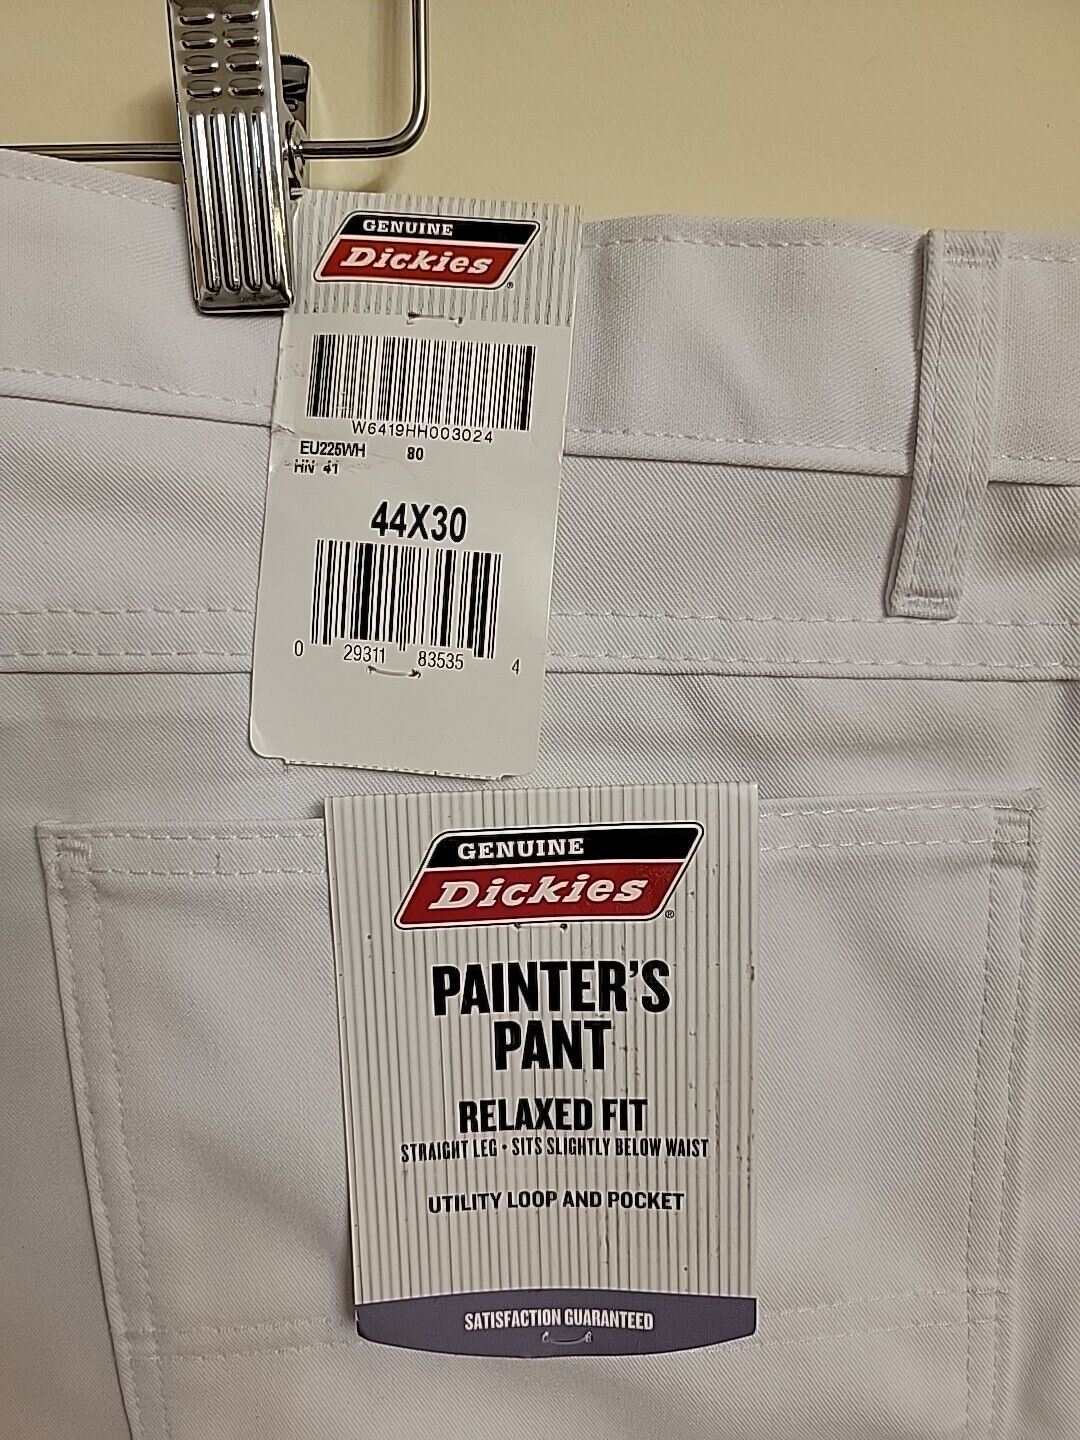 GENUINE
Dickies®
W6419HH003024
EU225WH 80
HN 41
44X30
0 29311 83535 4
GENUINE
Dickies®
PAINTER'S
PANT
RELAXED FIT
STRAIGHT LEG • SITS SLIGHTLY BELOW WAIST
UTILITY LOOP AND POCKET
SATISFACTION GUARANTEED